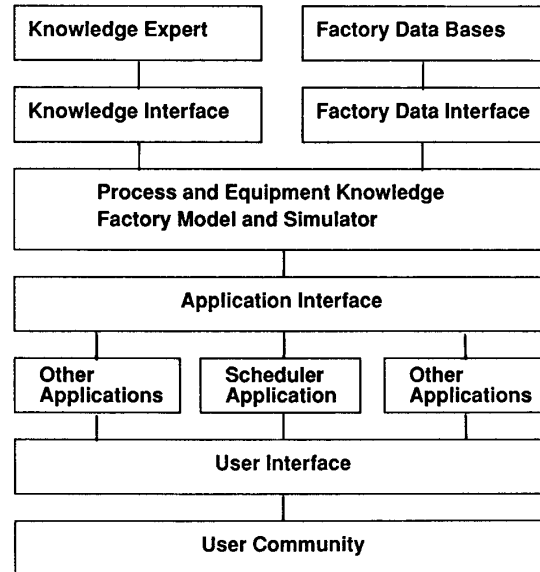 Knowledge Expert
Factory Data Bases
Knowledge Interface
Factory Data Interface
Process and Equipment Knowledge
Factory Model and Simulator
Application Interface
Other
Applications
Scheduler
Application
Other
Applications
User Interface
User Community